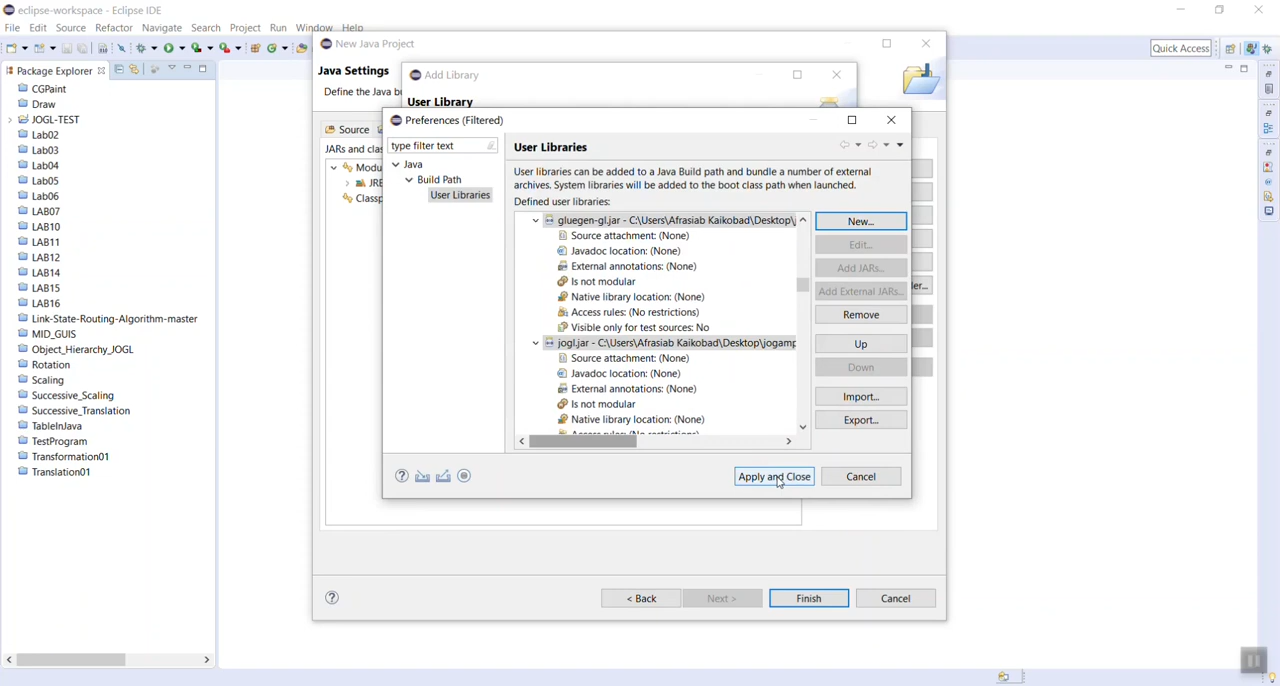 eclipse-workspace - Eclipse IDE
File Edit Source Refactor Navigate Search Project Run Window Help
Quick Access
Package Explorer
CGPaint
Draw
JOGL-TEST
Lab02
Lab03
Lab04
Lab05
Lab06
LAB07
LAB10
LAB11
LAB12
LAB14
LAB15
LAB16
Link-State-Routing-Algorithm-master
MID_GUIS
Object_Hierarchy_JOGL
Rotation
Scaling
Successive_Scaling
Successive_Translation
TableInJava
TestProgram
Transformation01
Translation01
New Java Project
Java Settings
Define the Java bu
Source
JARs and clas
Modu
JRE
Classp
Add Library
User Library
Preferences (Filtered)
type filter text
Java
Build Path
User Libraries
User Libraries
User libraries can be added to a Java Build path and bundle a number of external
archives. System libraries will be added to the boot class path when launched.
Defined user libraries:
gluegen-gl.jar - C:\Users\Afrasiab Kaikobad\Desktop\
Source attachment: (None)
Javadoc location: (None)
External annotations: (None)
Is not modular
Native library location: (None)
Access rules: (No restrictions)
Visible only for test sources: No
jogl.jar - C:\Users\Afrasiab Kaikobad\Desktop\jogamp
Source attachment: (None)
Javadoc location: (None)
External annotations: (None)
Is not modular
Native library location: (None)
Access rules: (No restrictions)
New...
Edit...
Add JARs...
Add External JARs...
Remove
Up
Down
Import...
Export...
ler...
Apply and Close
Cancel
< Back
Next >
Finish
Cancel